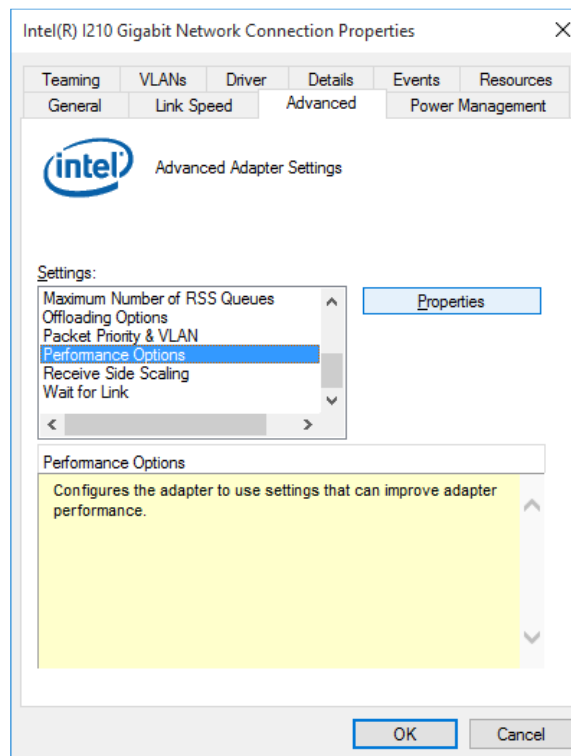 Intel(R) I210 Gigabit Network Connection Properties
Teaming VLANs Driver Details Events Resources
General Link Speed Advanced Power Management
intel Advanced Adapter Settings
Settings:
Maximum Number of RSS Queues
Offloading Options
Packet Priority & VLAN
Performance Options
Receive Side Scaling
Wait for Link
Properties
Performance Options
Configures the adapter to use settings that can improve adapter
performance.
OK Cancel